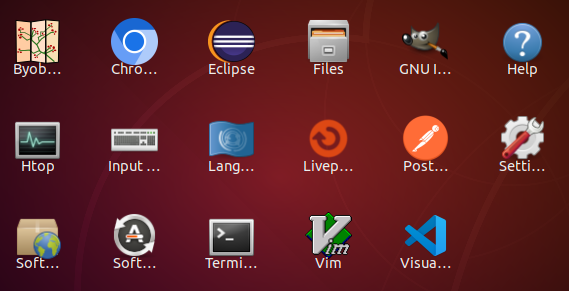 Byob...
Chro...
Eclipse
Files
GNU I...
Help
Htop
Input ...
Lang...
Livep...
Post...
Setti...
Soft...
Soft...
Termi...
Vim
Visua...